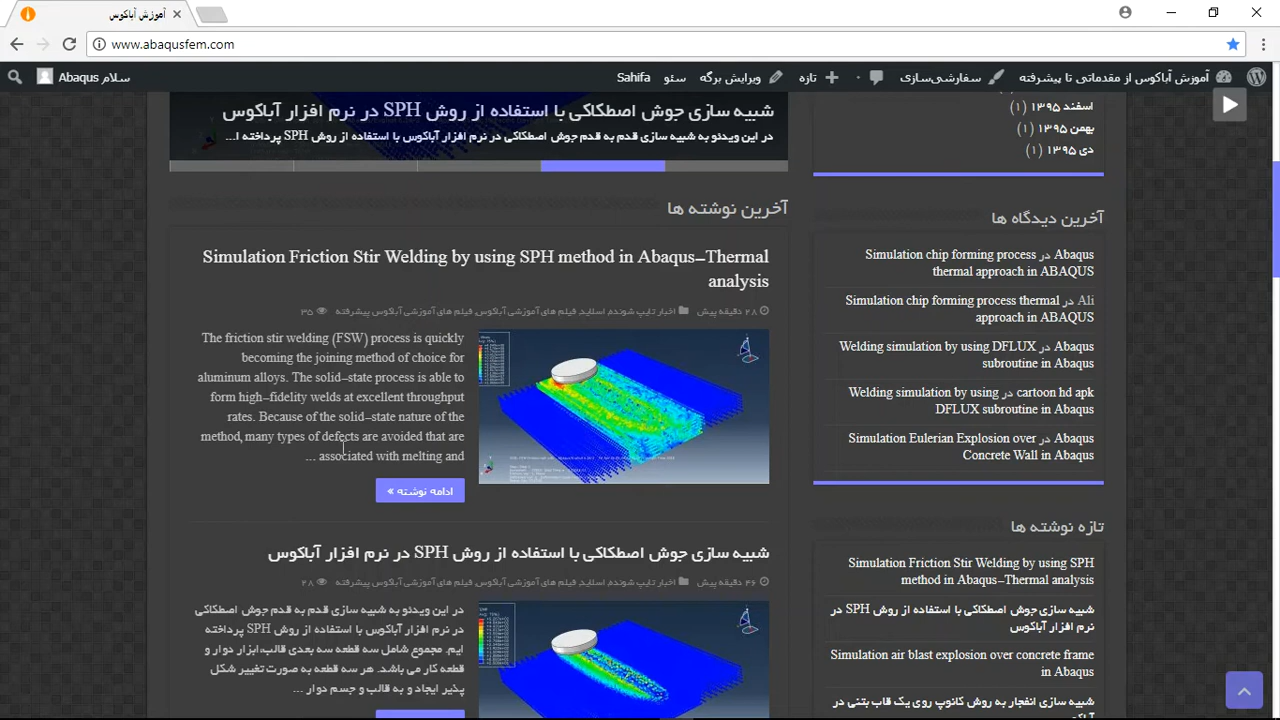 آموزش آباکوس
www.abaqusfem.com
آموزش آباکوس از مقدماتی تا پیشرفته
سفارشی‌سازی
تازه
ویرایش برگه
سئو
Sahifa
سلام Abaqus
شبیه سازی جوش اصطکاکی با استفاده از روش SPH در نرم افزار آباکوس
در این ویدئو به شبیه سازی قدم به قدم جوش اصطکاکی در نرم افزار آباکوس با استفاده از روش SPH پرداخته ا...
آخرین نوشته ها
Simulation Friction Stir Welding by using SPH method in Abaqus–Thermal
analysis
۲۸ دقیقه پیش اخبار تایپ شونده, اسلاید, فیلم های آموزشی آباکوس, فیلم های آموزشی آباکوس پیشرفته ۳۵
The friction stir welding (FSW) process is quickly
becoming the joining method of choice for
aluminum alloys. The solid–state process is able to
form high–fidelity welds at excellent throughput
rates. Because of the solid–state nature of the
method, many types of defects are avoided that are
... associated with melting and
ادامه نوشته »
شبیه سازی جوش اصطکاکی با استفاده از روش SPH در نرم افزار آباکوس
۴۶ دقیقه پیش اخبار تایپ شونده, اسلاید, فیلم های آموزشی آباکوس, فیلم های آموزشی آباکوس پیشرفته ۲۸
در این ویدئو به شبیه سازی قدم به قدم جوش اصطکاکی
در نرم افزار آباکوس با استفاده از روش SPH پرداخته
ایم. مجموع شامل سه قطعه سه بعدی قالب،ابزار دوار و
قطعه کار می باشد. هر سه قطعه به صورت تغییر شکل
پذیر ایجاد و به قالب و جسم دوار ...
اسفند ۱۳۹۵ (۱)
بهمن ۱۳۹۵ (۱)
دی ۱۳۹۵ (۱)
آخرین دیدگاه ها
Abaqus در Simulation chip forming process
thermal approach in ABAQUS
Ali در Simulation chip forming process thermal
approach in ABAQUS
Abaqus در Welding simulation by using DFLUX
subroutine in Abaqus
cartoon hd apk در Welding simulation by using
DFLUX subroutine in Abaqus
Abaqus در Simulation Eulerian Explosion over
Concrete Wall in Abaqus
تازه نوشته ها
Simulation Friction Stir Welding by using SPH
method in Abaqus–Thermal analysis
شبیه سازی جوش اصطکاکی با استفاده از روش SPH در
نرم افزار آباکوس
Simulation air blast explosion over concrete frame
in Abaqus
شبیه سازی انفجار به روش کانوپ روی یک قاب بتنی در